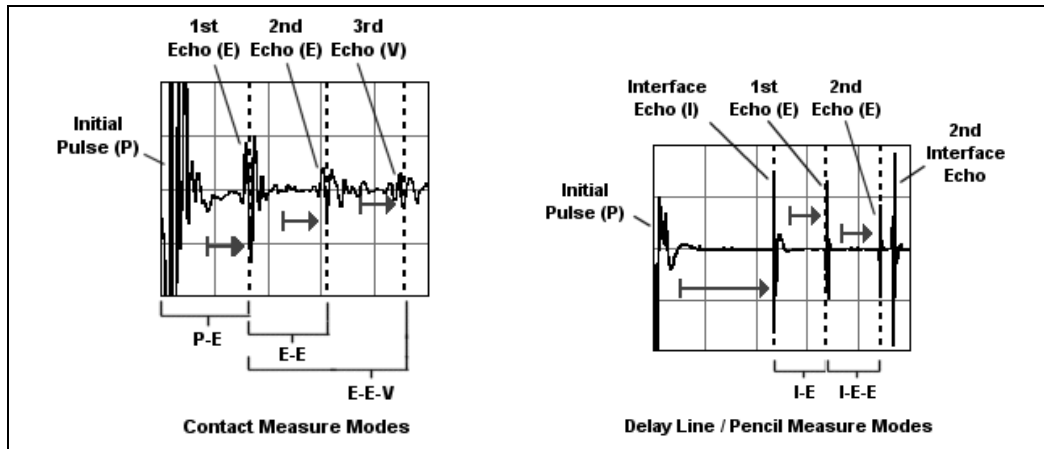 1st
Echo (E)
2nd
Echo (E)
3rd
Echo (V)
Initial
Pulse (P)
P-E
E-E
E-E-V
Contact Measure Modes
Interface
Echo (I)
1st
Echo (E)
2nd
Echo (E)
2nd
Interface
Echo
Initial
Pulse (P)
I-E
I-E-E
Delay Line / Pencil Measure Modes